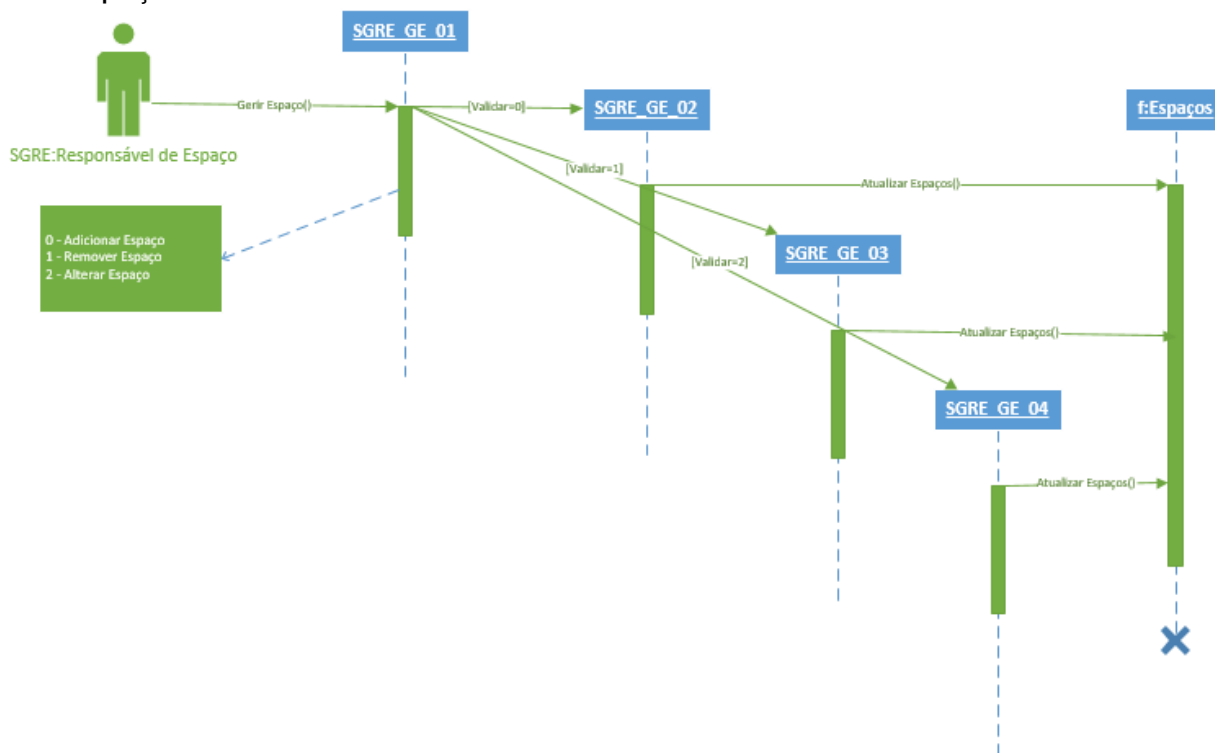 SGRE_GE_01
Gerir Espaço()
[Validar=0]
SGRE_GE_02
f:Espaços
SGRE:Responsável de Espaço
[Validar=1]
Atualizar Espaços()
0 - Adicionar Espaço
1 - Remover Espaço
2 - Alterar Espaço
SGRE_GE_03
[Validar=2]
Atualizar Espaços()
SGRE_GE_04
Atualizar Espaços()